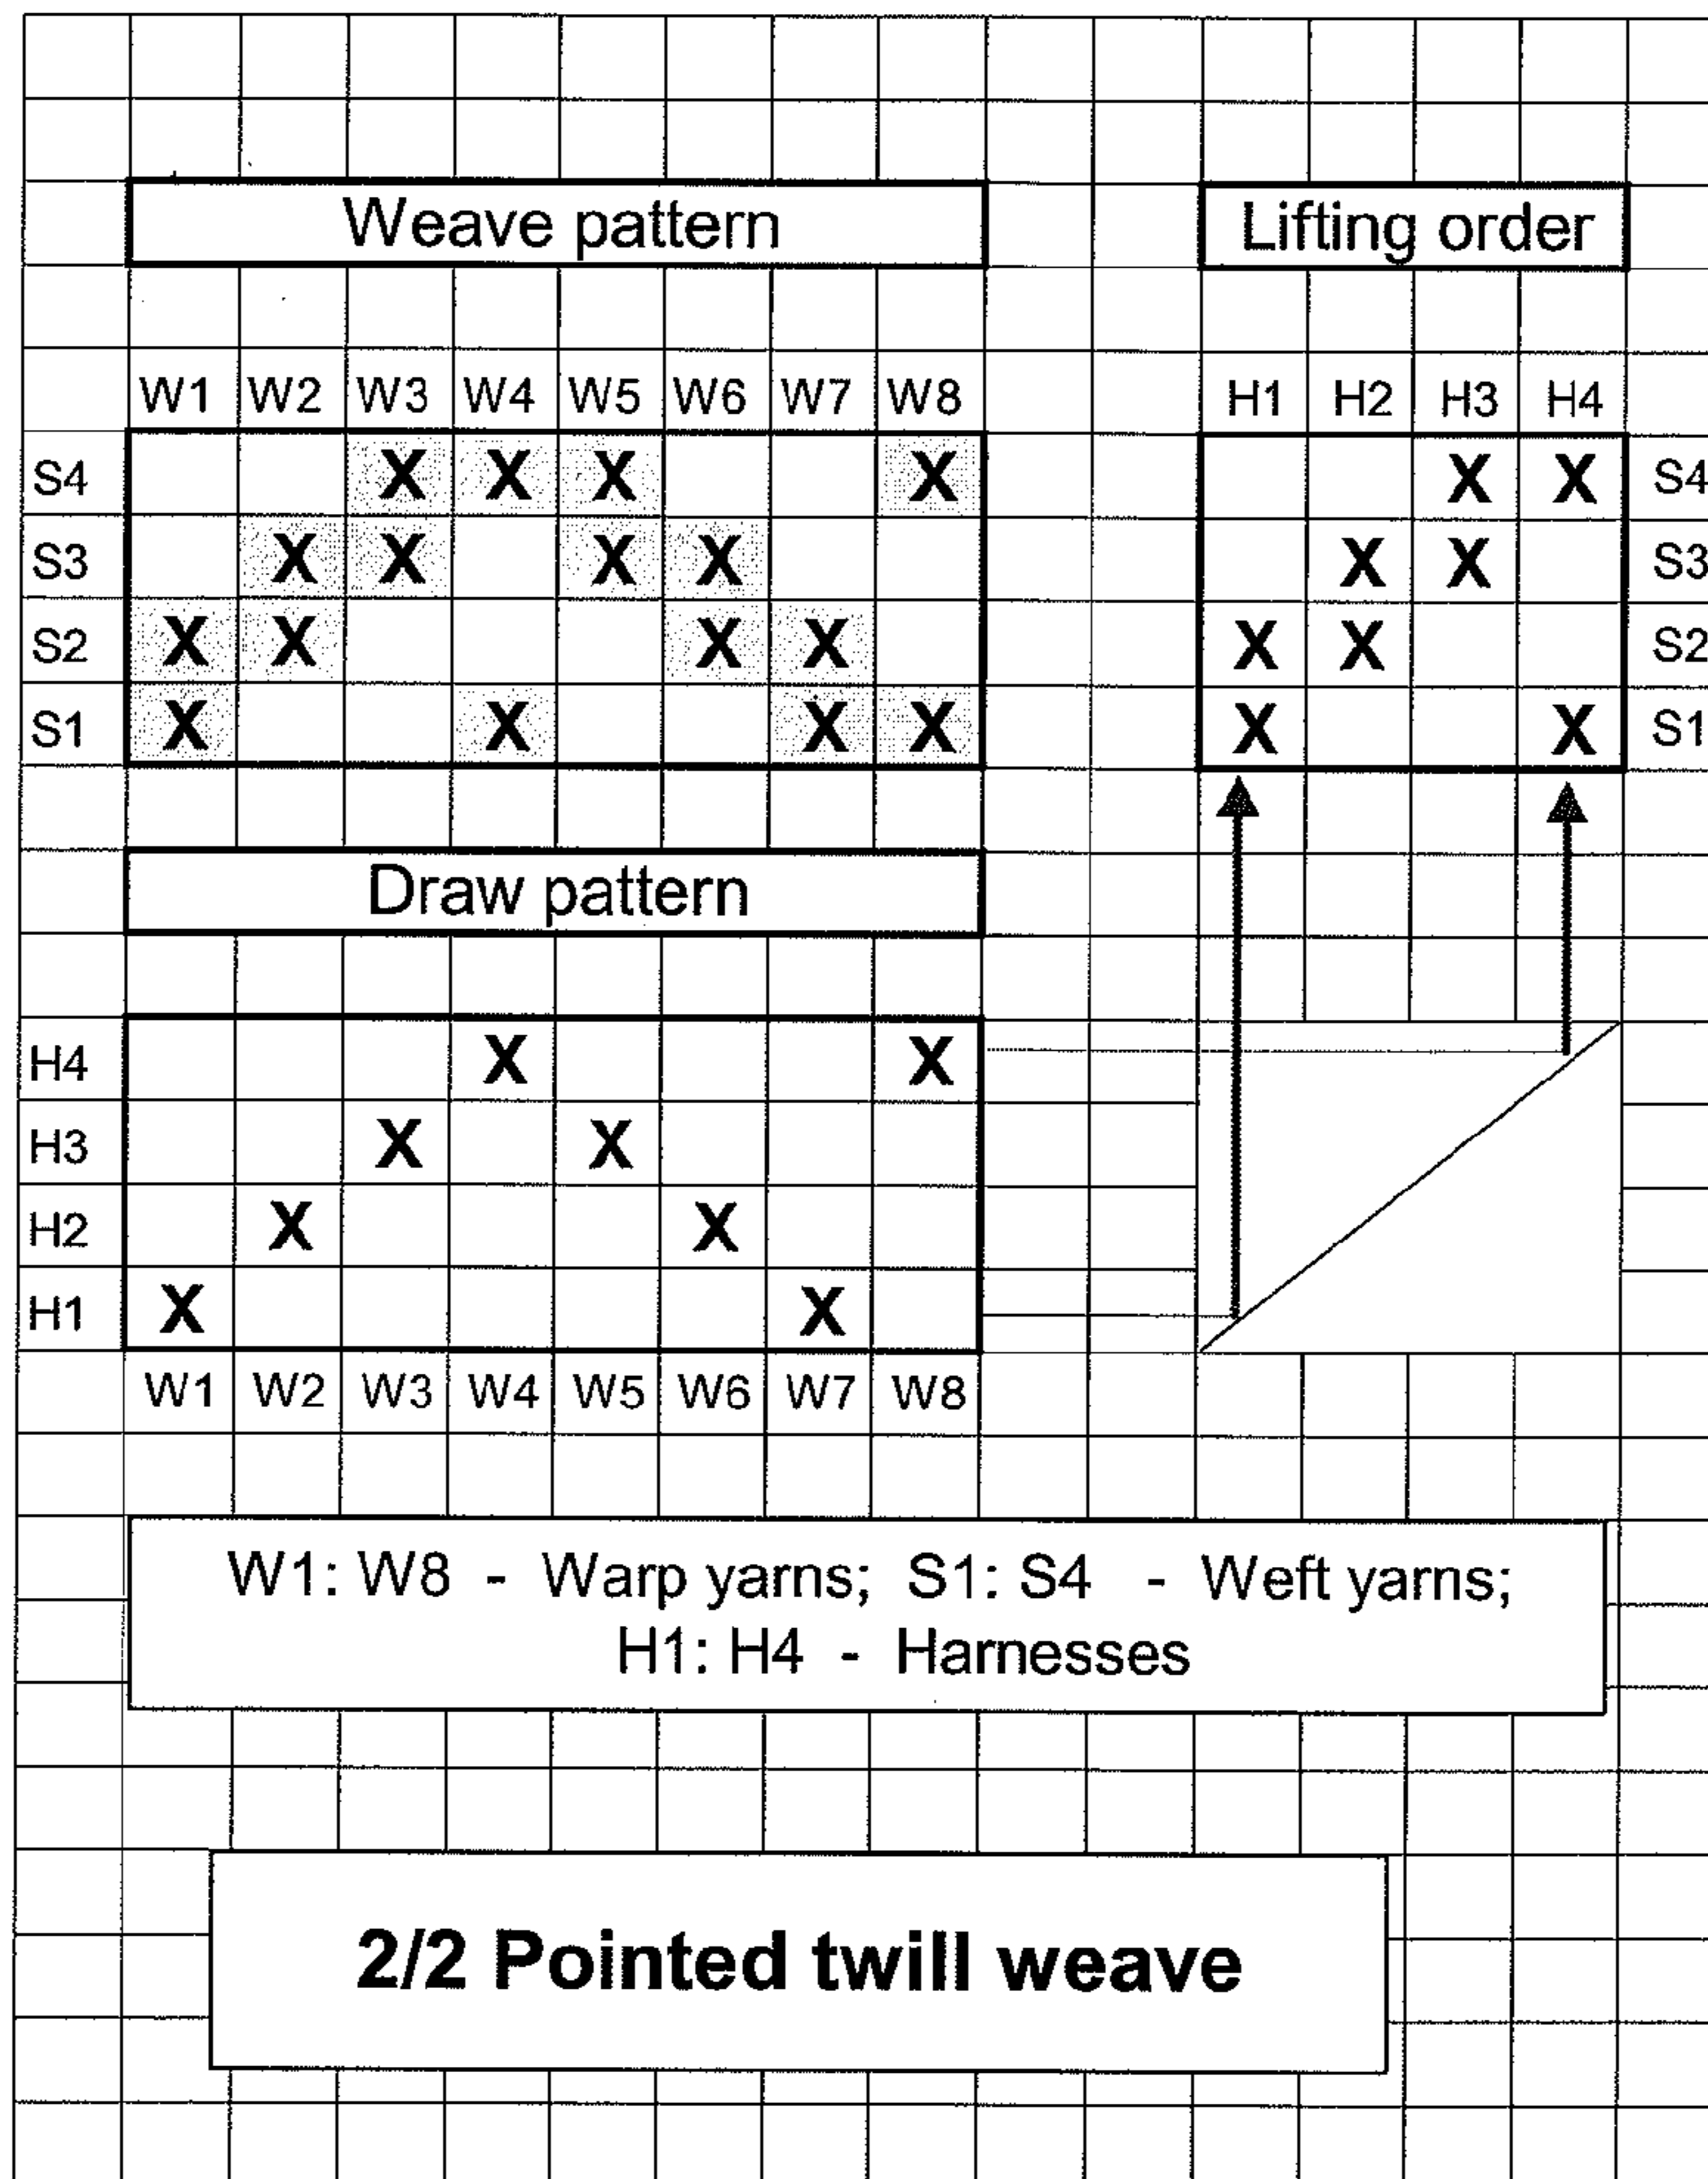 Weave pattern Lifting order
W1 W2 W3 W4 W5 W6 W7 W8 H1 H2 H3 H4
S4 X X X X X X S4
S3 X X X X X X S3
S2 X X X X X X S2
S1 X X X X X X S1
Draw pattern
H4 X X
H3 X X
H2 X X
H1 X X
W1 W2 W3 W4 W5 W6 W7 W8
W1: W8 - Warp yarns; S1: S4 - Weft yarns;
H1: H4 - Harnesses
2/2 Pointed twill weave